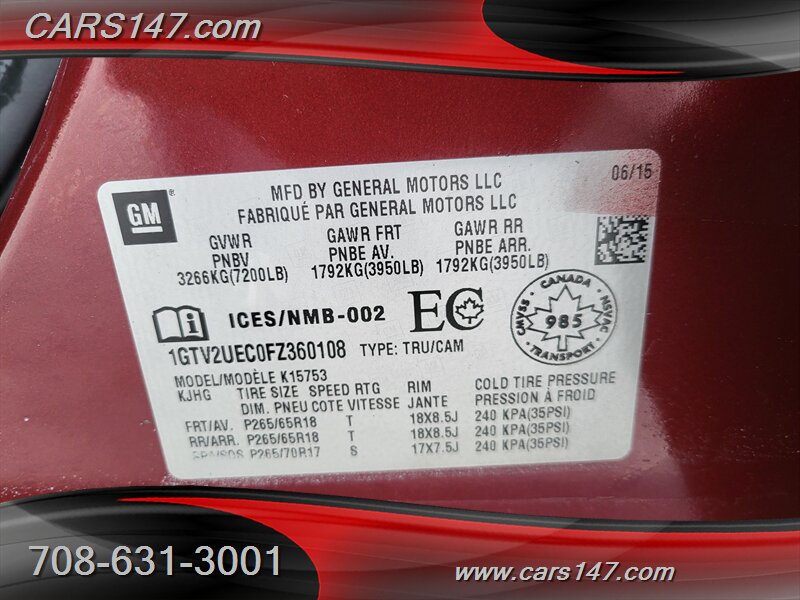 CARS147.com
06/15
GM ®
MFD BY GENERAL MOTORS LLC
FABRIQUÉ PAR GENERAL MOTORS LLC
GVWR GAWR FRT GAWR RR
PNBV PNBE AV. PNBE ARR.
3266KG(7200LB) 1792KG(3950LB) 1792KG(3950LB)
ICES/NMB-002 EC
CANADA
CMVSS 985 NSVAC
TRANSPORT
1GTV2UEC0FZ360108 TYPE: TRU/CAM
MODEL/MODÈLE K15753
KJHG TIRE SIZE SPEED RTG RIM COLD TIRE PRESSURE
DIM. PNEU COTE VITESSE JANTE PRESSION À FROID
FRT/AV. P265/65R18 T 18X8.5J 240 KPA(35PSI)
RR/ARR. P265/65R18 T 18X8.5J 240 KPA(35PSI)
SPA/SOS P265/70R17 S 17X7.5J 240 KPA(35PSI)
708-631-3001
www.cars147.com